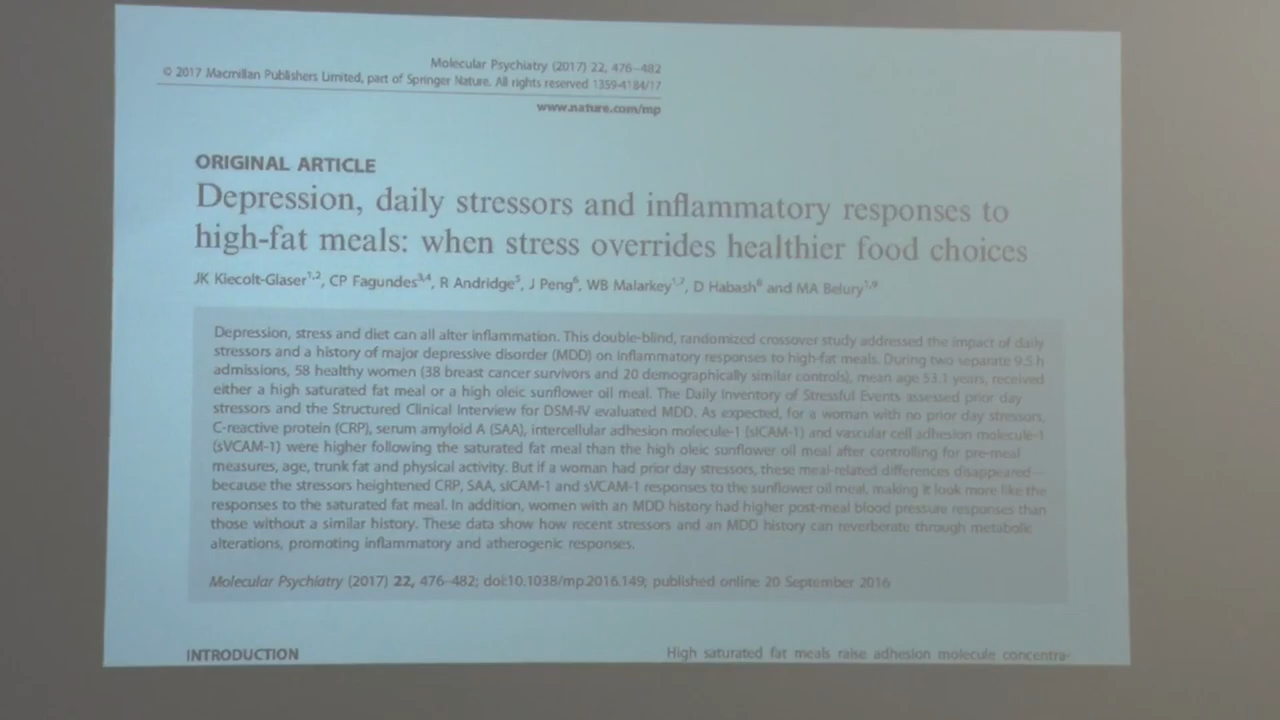 Molecular Psychiatry (2017) 22, 476–482
© 2017 Macmillan Publishers Limited, part of Springer Nature. All rights reserved 1359-4184/17
www.nature.com/mp
ORIGINAL ARTICLE
Depression, daily stressors and inflammatory responses to
high-fat meals: when stress overrides healthier food choices
JK Kiecolt-Glaser1,2, CP Fagundes3,4, R Andridge5, J Peng6, WB Malarkey1,7, D Habash8 and MA Belury1,9
Depression, stress and diet can all alter inflammation. This double-blind, randomized crossover study addressed the impact of daily
stressors and a history of major depressive disorder (MDD) on inflammatory responses to high-fat meals. During two separate 9.5 h
admissions, 58 healthy women (38 breast cancer survivors and 20 demographically similar controls), mean age 53.1 years, received
either a high saturated fat meal or a high oleic sunflower oil meal. The Daily Inventory of Stressful Events assessed prior day
stressors and the Structured Clinical Interview for DSM-IV evaluated MDD. As expected, for a woman with no prior day stressors,
C-reactive protein (CRP), serum amyloid A (SAA), intercellular adhesion molecule-1 (sICAM-1) and vascular cell adhesion molecule-1
(sVCAM-1) were higher following the saturated fat meal than the high oleic sunflower oil meal after controlling for pre-meal
measures, age, trunk fat and physical activity. But if a woman had prior day stressors, these meal-related differences disappeared—
because the stressors heightened CRP, SAA, sICAM-1 and sVCAM-1 responses to the sunflower oil meal, making it look more like the
responses to the saturated fat meal. In addition, women with an MDD history had higher post-meal blood pressure responses than
those without a similar history. These data show how recent stressors and an MDD history can reverberate through metabolic
alterations, promoting inflammatory and atherogenic responses.
Molecular Psychiatry (2017) 22, 476–482; doi:10.1038/mp.2016.149; published online 20 September 2016
INTRODUCTION
High saturated fat meals raise adhesion molecule concentra-